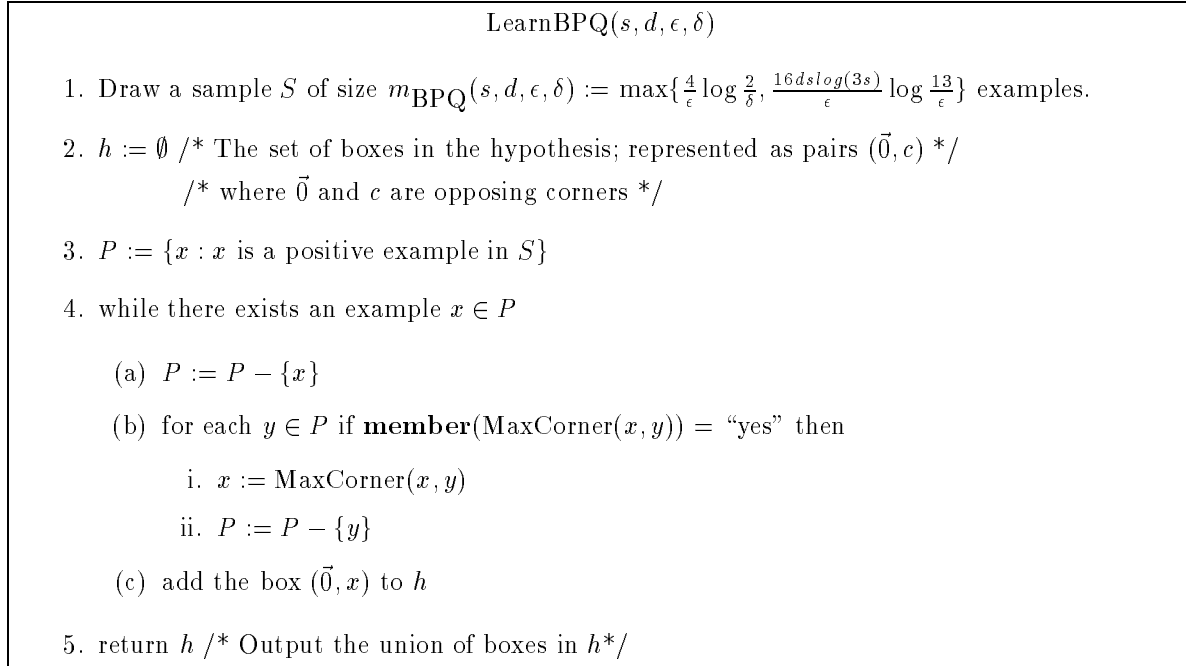 LearnBPQ(s, d, ϵ, δ)
1. Draw a sample S of size m_BPQ(s, d, ϵ, δ) := max{4/ϵ log 2/δ, 16dslog(3s)/ϵ log 13/ϵ} examples.
2. h := ∅ /* The set of boxes in the hypothesis; represented as pairs (0⃗, c) */
/* where 0⃗ and c are opposing corners */
3. P := {x : x is a positive example in S}
4. while there exists an example x ∈ P
(a) P := P − {x}
(b) for each y ∈ P if member(MaxCorner(x, y)) = “yes” then
i. x := MaxCorner(x, y)
ii. P := P − {y}
(c) add the box (0⃗, x) to h
5. return h /* Output the union of boxes in h*/